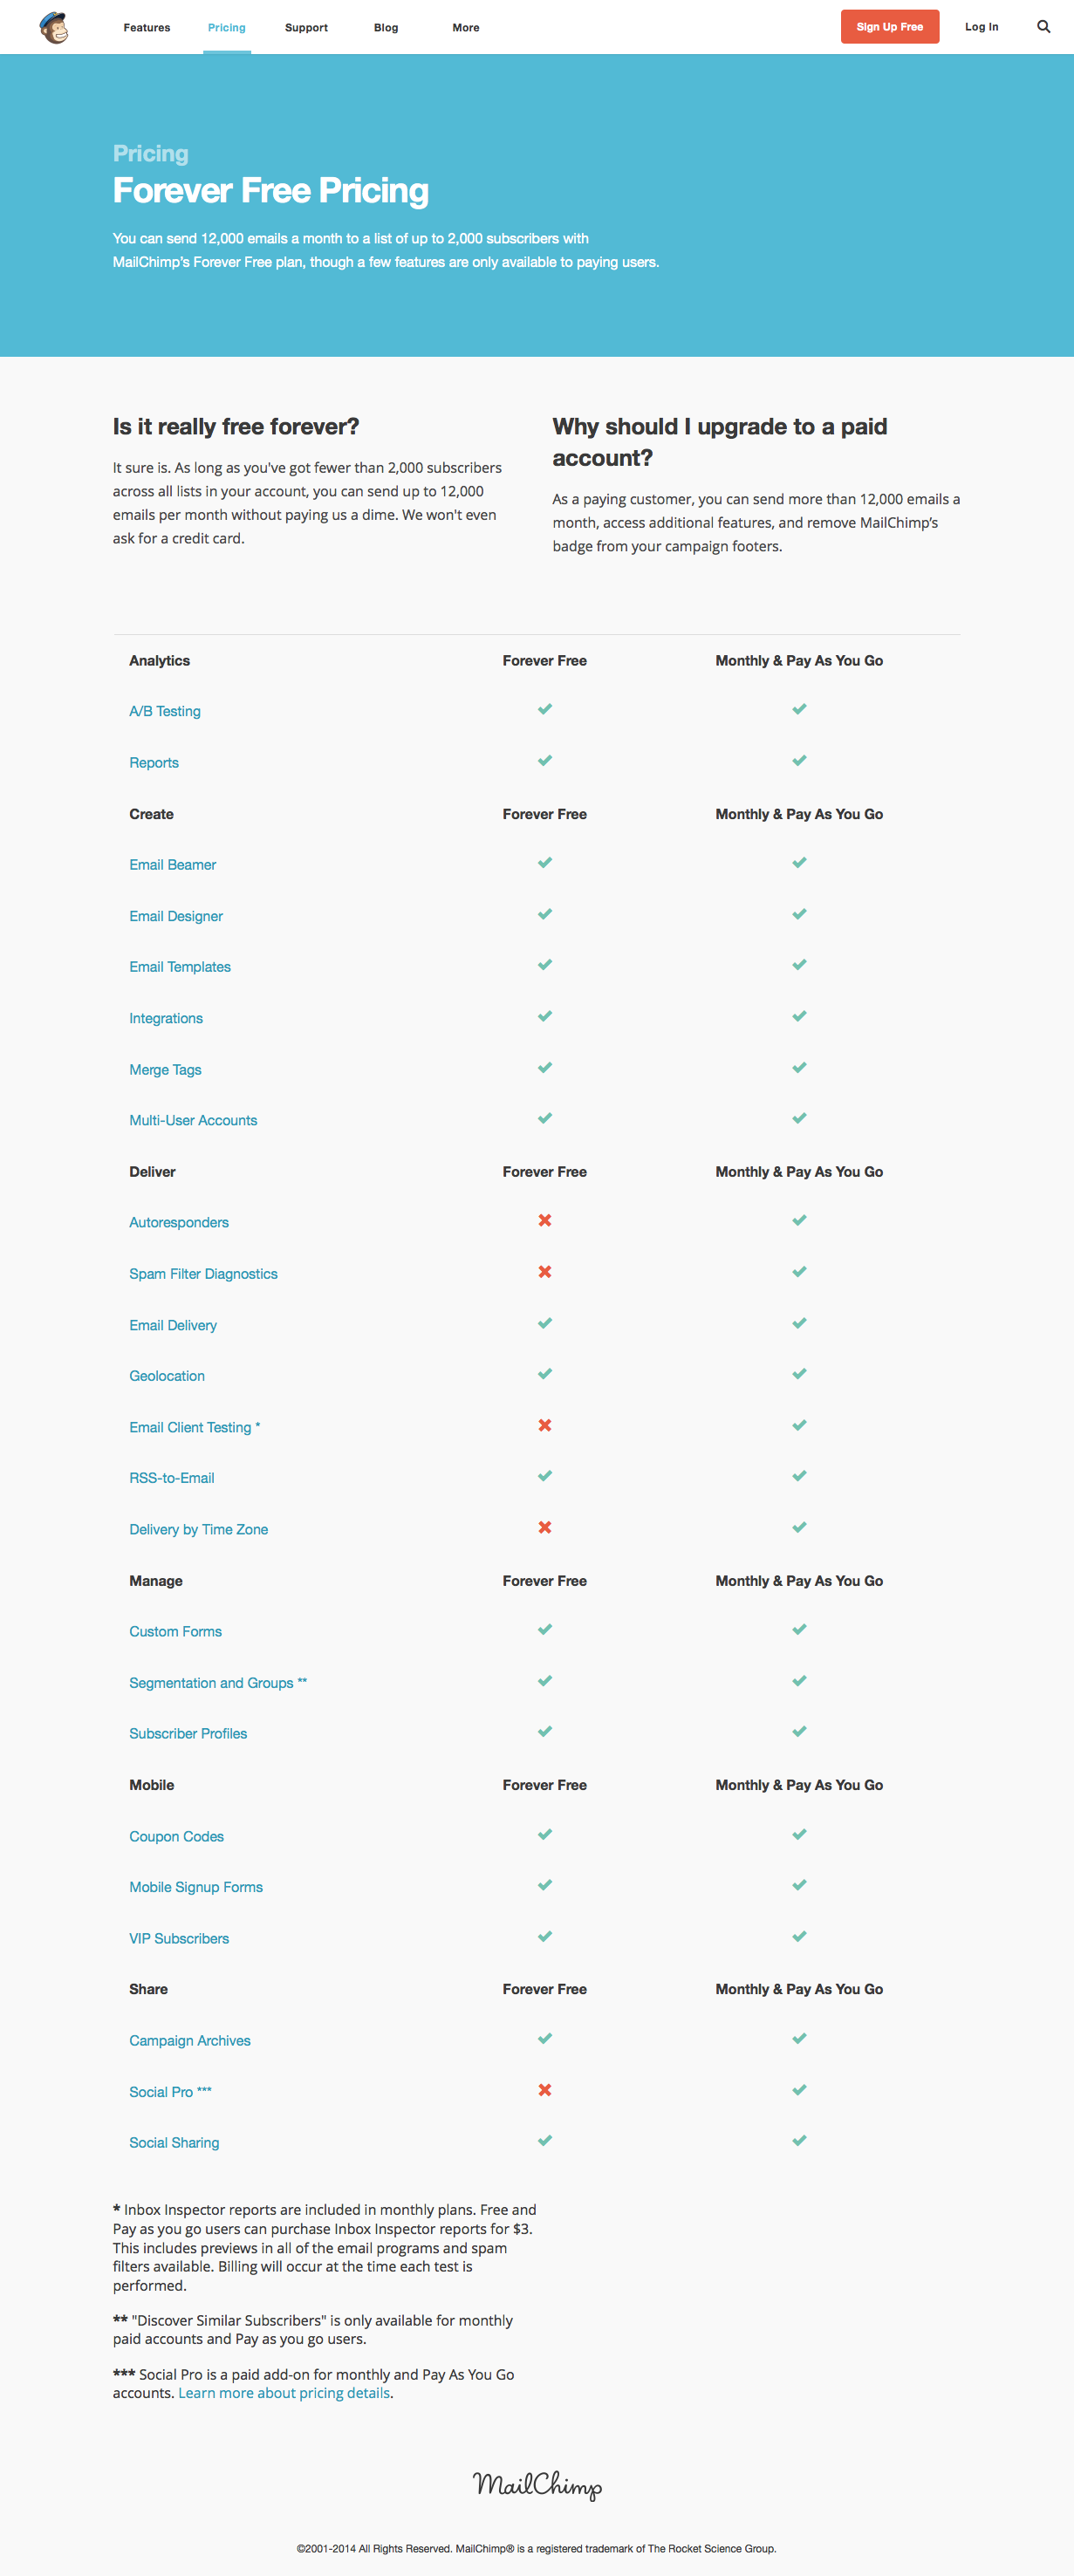 Features Pricing Support Blog More Sign Up Free Log In
Pricing
Forever Free Pricing
You can send 12,000 emails a month to a list of up to 2,000 subscribers with
MailChimp's Forever Free plan, though a few features are only available to paying users.
Is it really free forever?
It sure is. As long as you've got fewer than 2,000 subscribers
across all lists in your account, you can send up to 12,000
emails per month without paying us a dime. We won't even
ask for a credit card.
Why should I upgrade to a paid
account?
As a paying customer, you can send more than 12,000 emails a
month, access additional features, and remove MailChimp's
badge from your campaign footers.
Analytics Forever Free Monthly & Pay As You Go
A/B Testing
Reports
Create Forever Free Monthly & Pay As You Go
Email Beamer
Email Designer
Email Templates
Integrations
Merge Tags
Multi-User Accounts
Deliver Forever Free Monthly & Pay As You Go
Autoresponders
Spam Filter Diagnostics
Email Delivery
Geolocation
Email Client Testing *
RSS-to-Email
Delivery by Time Zone
Manage Forever Free Monthly & Pay As You Go
Custom Forms
Segmentation and Groups **
Subscriber Profiles
Mobile Forever Free Monthly & Pay As You Go
Coupon Codes
Mobile Signup Forms
VIP Subscribers
Share Forever Free Monthly & Pay As You Go
Campaign Archives
Social Pro ***
Social Sharing
* Inbox Inspector reports are included in monthly plans. Free and
Pay as you go users can purchase Inbox Inspector reports for $3.
This includes previews in all of the email programs and spam
filters available. Billing will occur at the time each test is
performed.
** "Discover Similar Subscribers" is only available for monthly
paid accounts and Pay as you go users.
*** Social Pro is a paid add-on for monthly and Pay As You Go
accounts. Learn more about pricing details.
MailChimp
©2001-2014 All Rights Reserved. MailChimp® is a registered trademark of The Rocket Science Group.